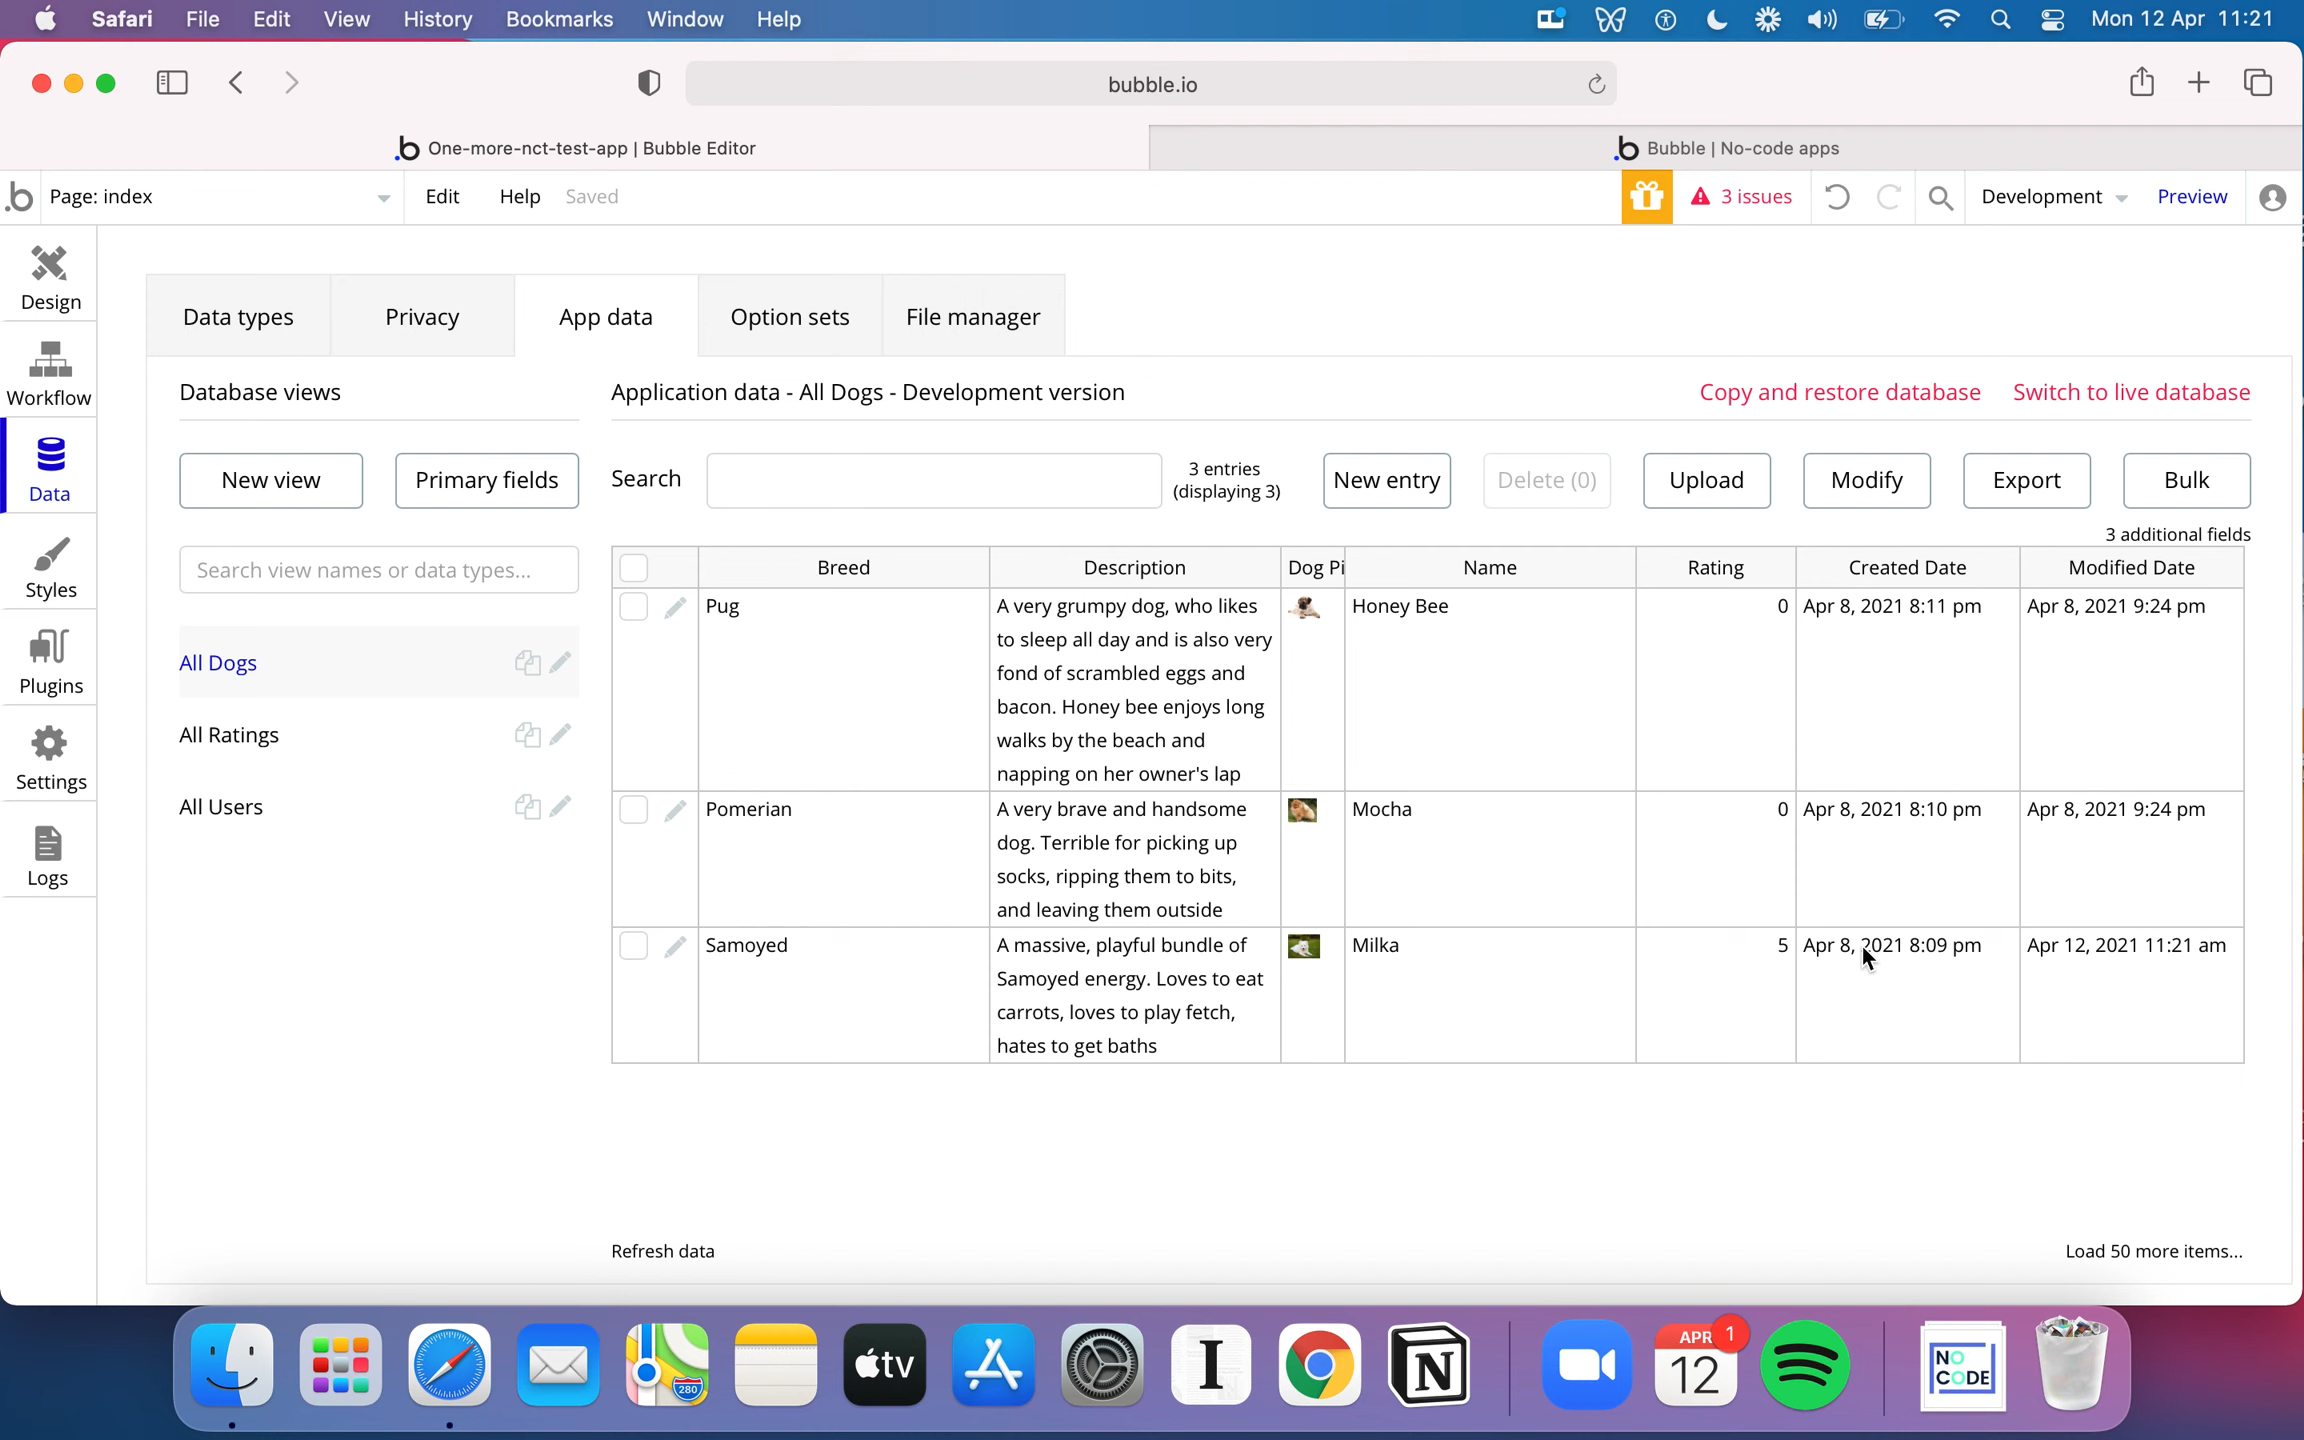 Safari File Edit View History Bookmarks Window Help Mon 12 Apr 11:21
bubble.io
.b One-more-nct-test-app | Bubble Editor
.b Bubble | No-code apps
.b Page: index Edit Help Saved 3 issues Development Preview
Design
Workflow
Data
Styles
Plugins
Settings
Logs
Data types Privacy App data Option sets File manager
Database views
New view Primary fields
Search view names or data types...
All Dogs
All Ratings
All Users
Application data - All Dogs - Development version Copy and restore database Switch to live database
Search 3 entries
(displaying 3)
New entry Delete (0) Upload Modify Export Bulk
3 additional fields
Breed Description Dog Pi Name Rating Created Date Modified Date
Pug A very grumpy dog, who likes Honey Bee 0 Apr 8, 2021 8:11 pm Apr 8, 2021 9:24 pm
to sleep all day and is also very
fond of scrambled eggs and
bacon. Honey bee enjoys long
walks by the beach and
napping on her owner's lap
Pomerian A very brave and handsome Mocha 0 Apr 8, 2021 8:10 pm Apr 8, 2021 9:24 pm
dog. Terrible for picking up
socks, ripping them to bits,
and leaving them outside
Samoyed A massive, playful bundle of Milka 5 Apr 8, 2021 8:09 pm Apr 12, 2021 11:21 am
Samoyed energy. Loves to eat
carrots, loves to play fetch,
hates to get baths
Refresh data Load 50 more items...
280
tv
I
N
APR 1
12
NO
CODE